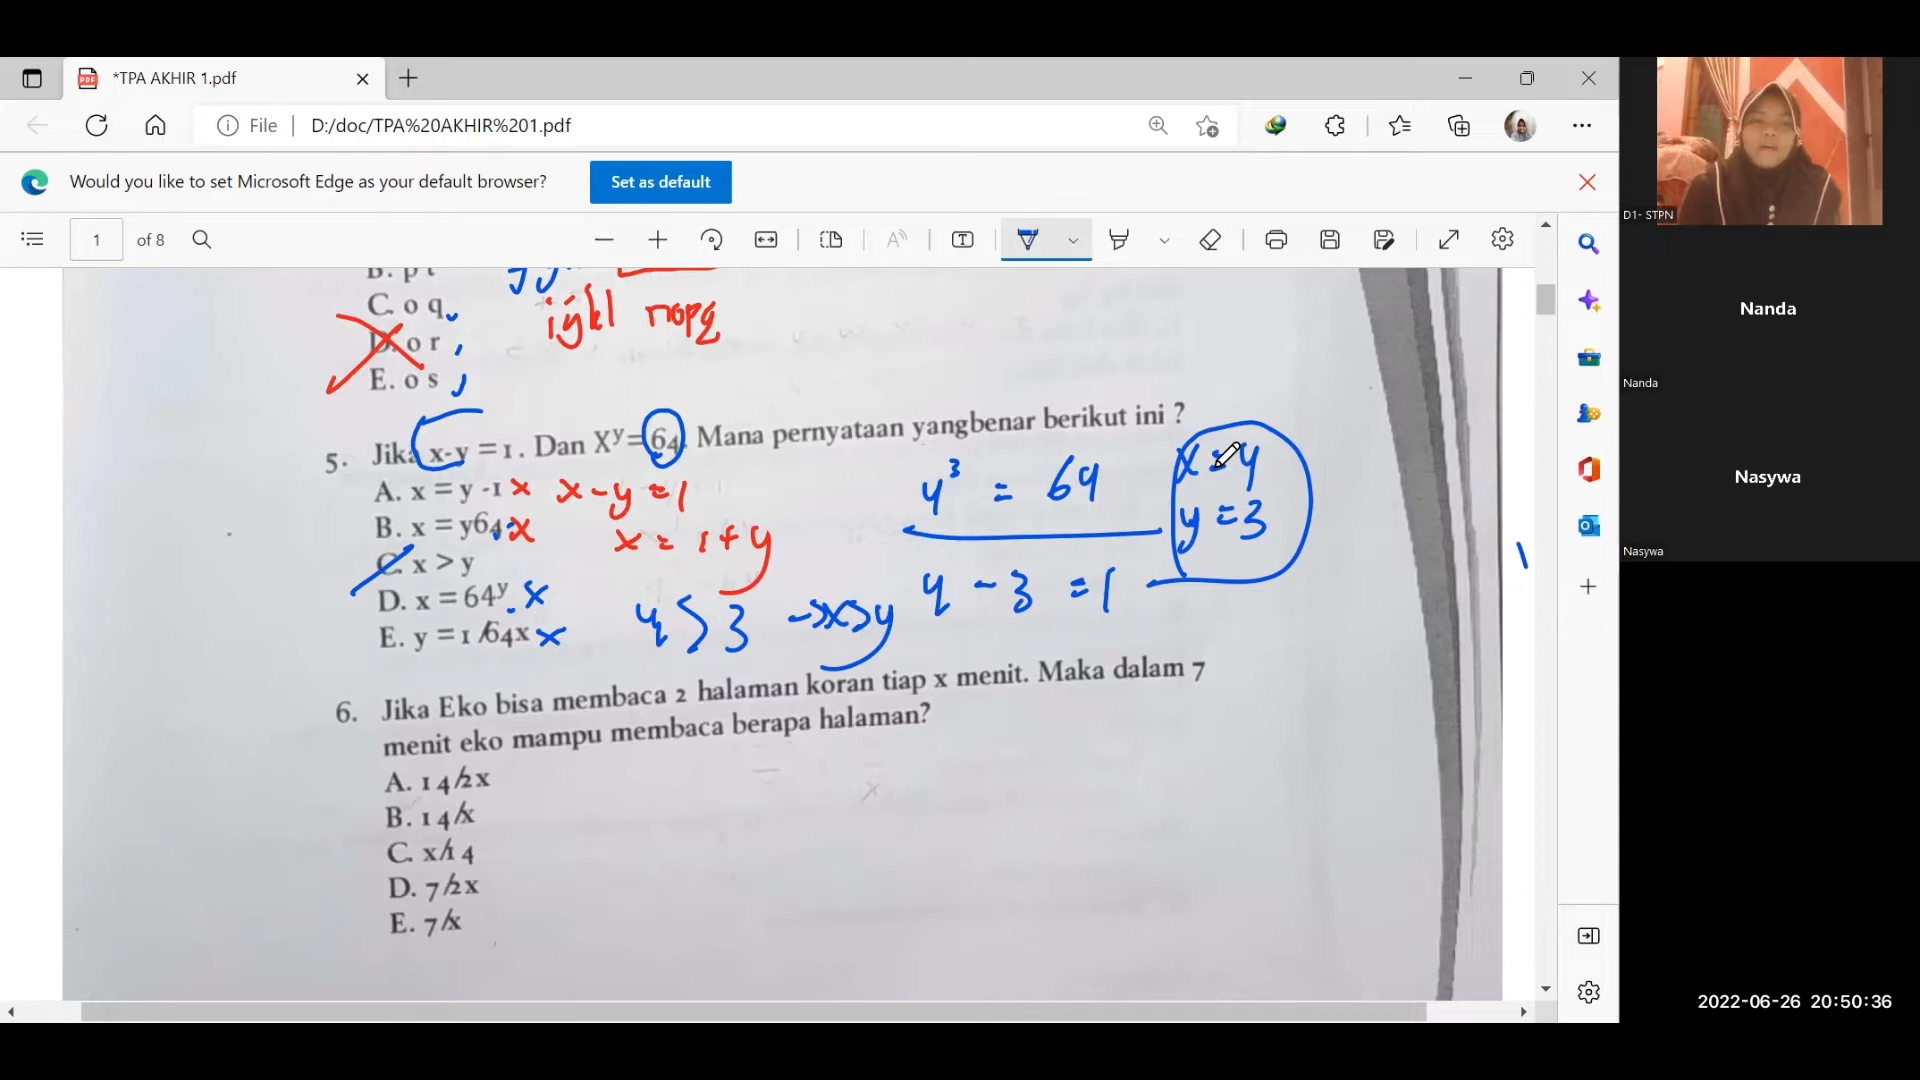 *TPA AKHIR 1.pdf
File
D:/doc/TPA%20AKHIR%201.pdf
Would you like to set Microsoft Edge as your default browser?
Set as default
1 of 8
B. p t
C. o q
D. o r
E. o s
ijkl nopq
5. Jika x-y = 1 . Dan X^y= 64. Mana pernyataan yangbenar berikut ini ?
A. x = y -1 x
B. x = y64 x
C. x > y
D. x = 64^y x
E. y = 1/64x x
x - y = 1
x = 1 + y
4^3 = 64
x = 4
y = 3
4 - 3 = 1
4 > 3 → x > y
6. Jika Eko bisa membaca 2 halaman koran tiap x menit. Maka dalam 7
menit eko mampu membaca berapa halaman?
A. 14/2x
B. 14/x
C. x/14
D. 7/2x
E. 7/x
D1- STPN
Nanda
Nanda
Nasywa
Nasywa
2022-06-26 20:50:36